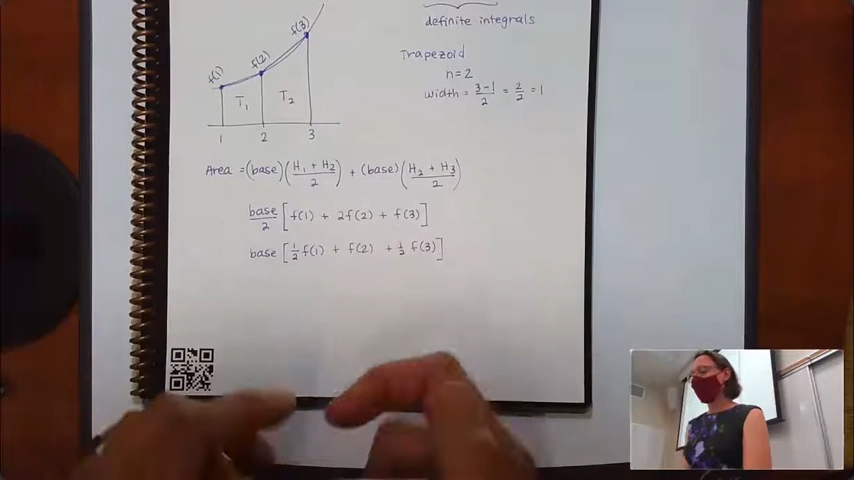 definite integrals
f(1) f(2) f(3)
T₁ T₂
1 2 3
Trapezoid
n=2
width = 3-1/2 = 2/2 = 1
Area = (base)(H₁ + H₂/2) + (base)(H₂ + H₃/2)
base/2 [f(1) + 2f(2) + f(3)]
base [½ f(1) + f(2) + ½ f(3)]